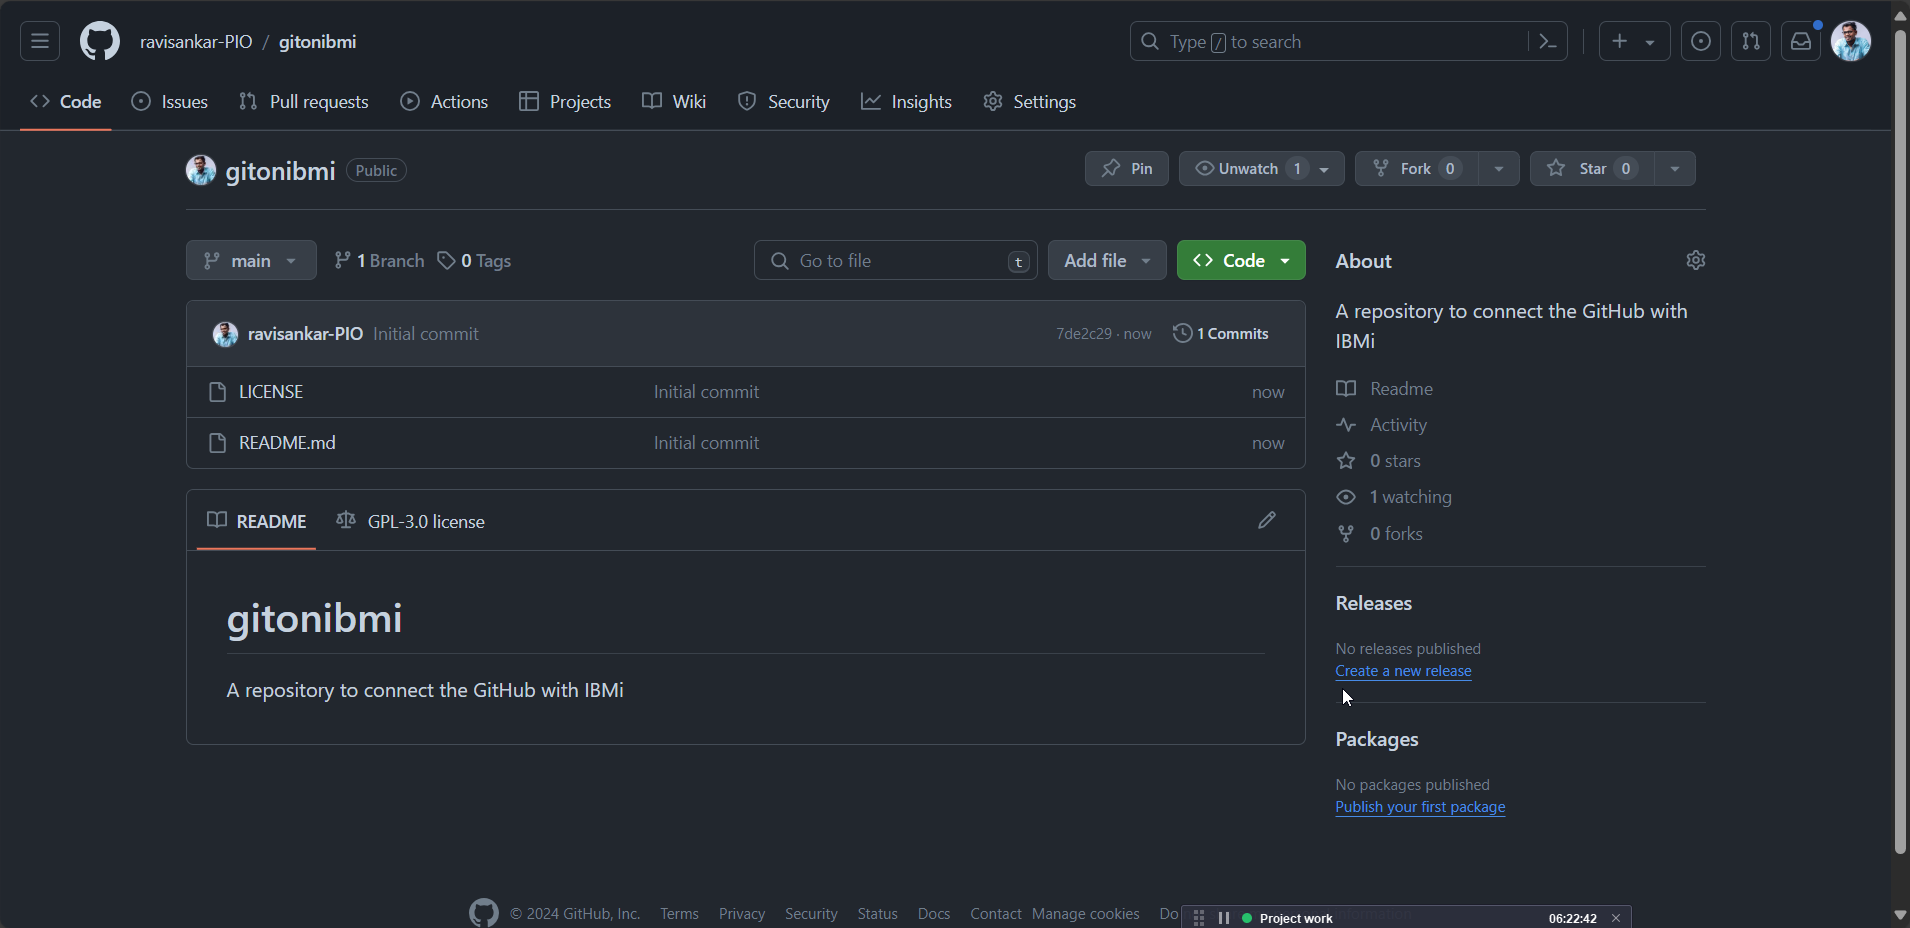 ravisankar-PIO / gitonibmi
Type / to search
Code Issues Pull requests Actions Projects Wiki Security Insights Settings
gitonibmi Public
Pin Unwatch 1 Fork 0 Star 0
main 1 Branch 0 Tags Go to file t Add file Code
ravisankar-PIO Initial commit 7de2c29 · now 1 Commits
LICENSE Initial commit now
README.md Initial commit now
README GPL-3.0 license
gitonibmi
A repository to connect the GitHub with IBMi
About
A repository to connect the GitHub with
IBMi
Readme
Activity
0 stars
1 watching
0 forks
Releases
No releases published
Create a new release
Packages
No packages published
Publish your first package
© 2024 GitHub, Inc. Terms Privacy Security Status Docs Contact Manage cookies Do
Project work 06:22:42